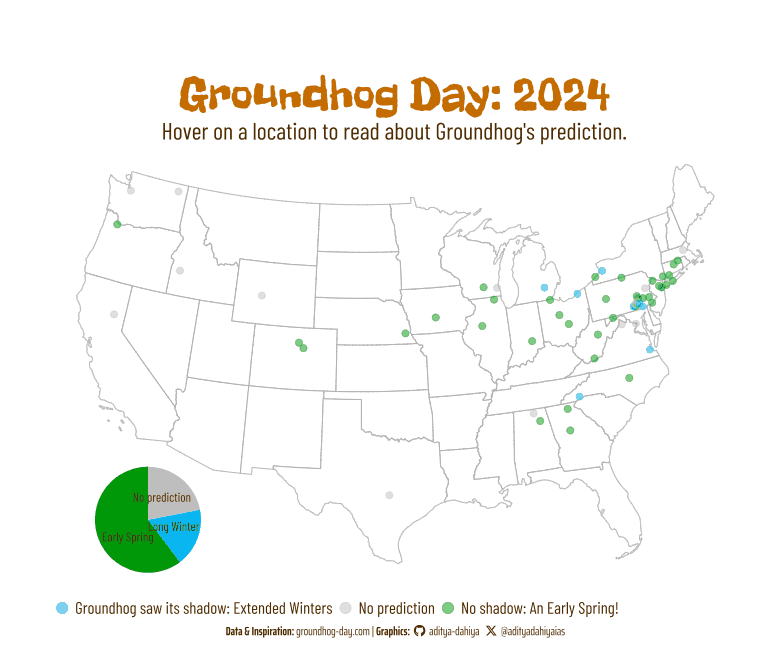 Groundhog Day: 2024
Hover on a location to read about Groundhog's prediction.
No prediction
Long Winter
Early Spring
Groundhog saw its shadow: Extended Winters No prediction No shadow: An Early Spring!
Data & Inspiration: groundhog-day.com | Graphics: aditya-dahiya @adityadahiyaias